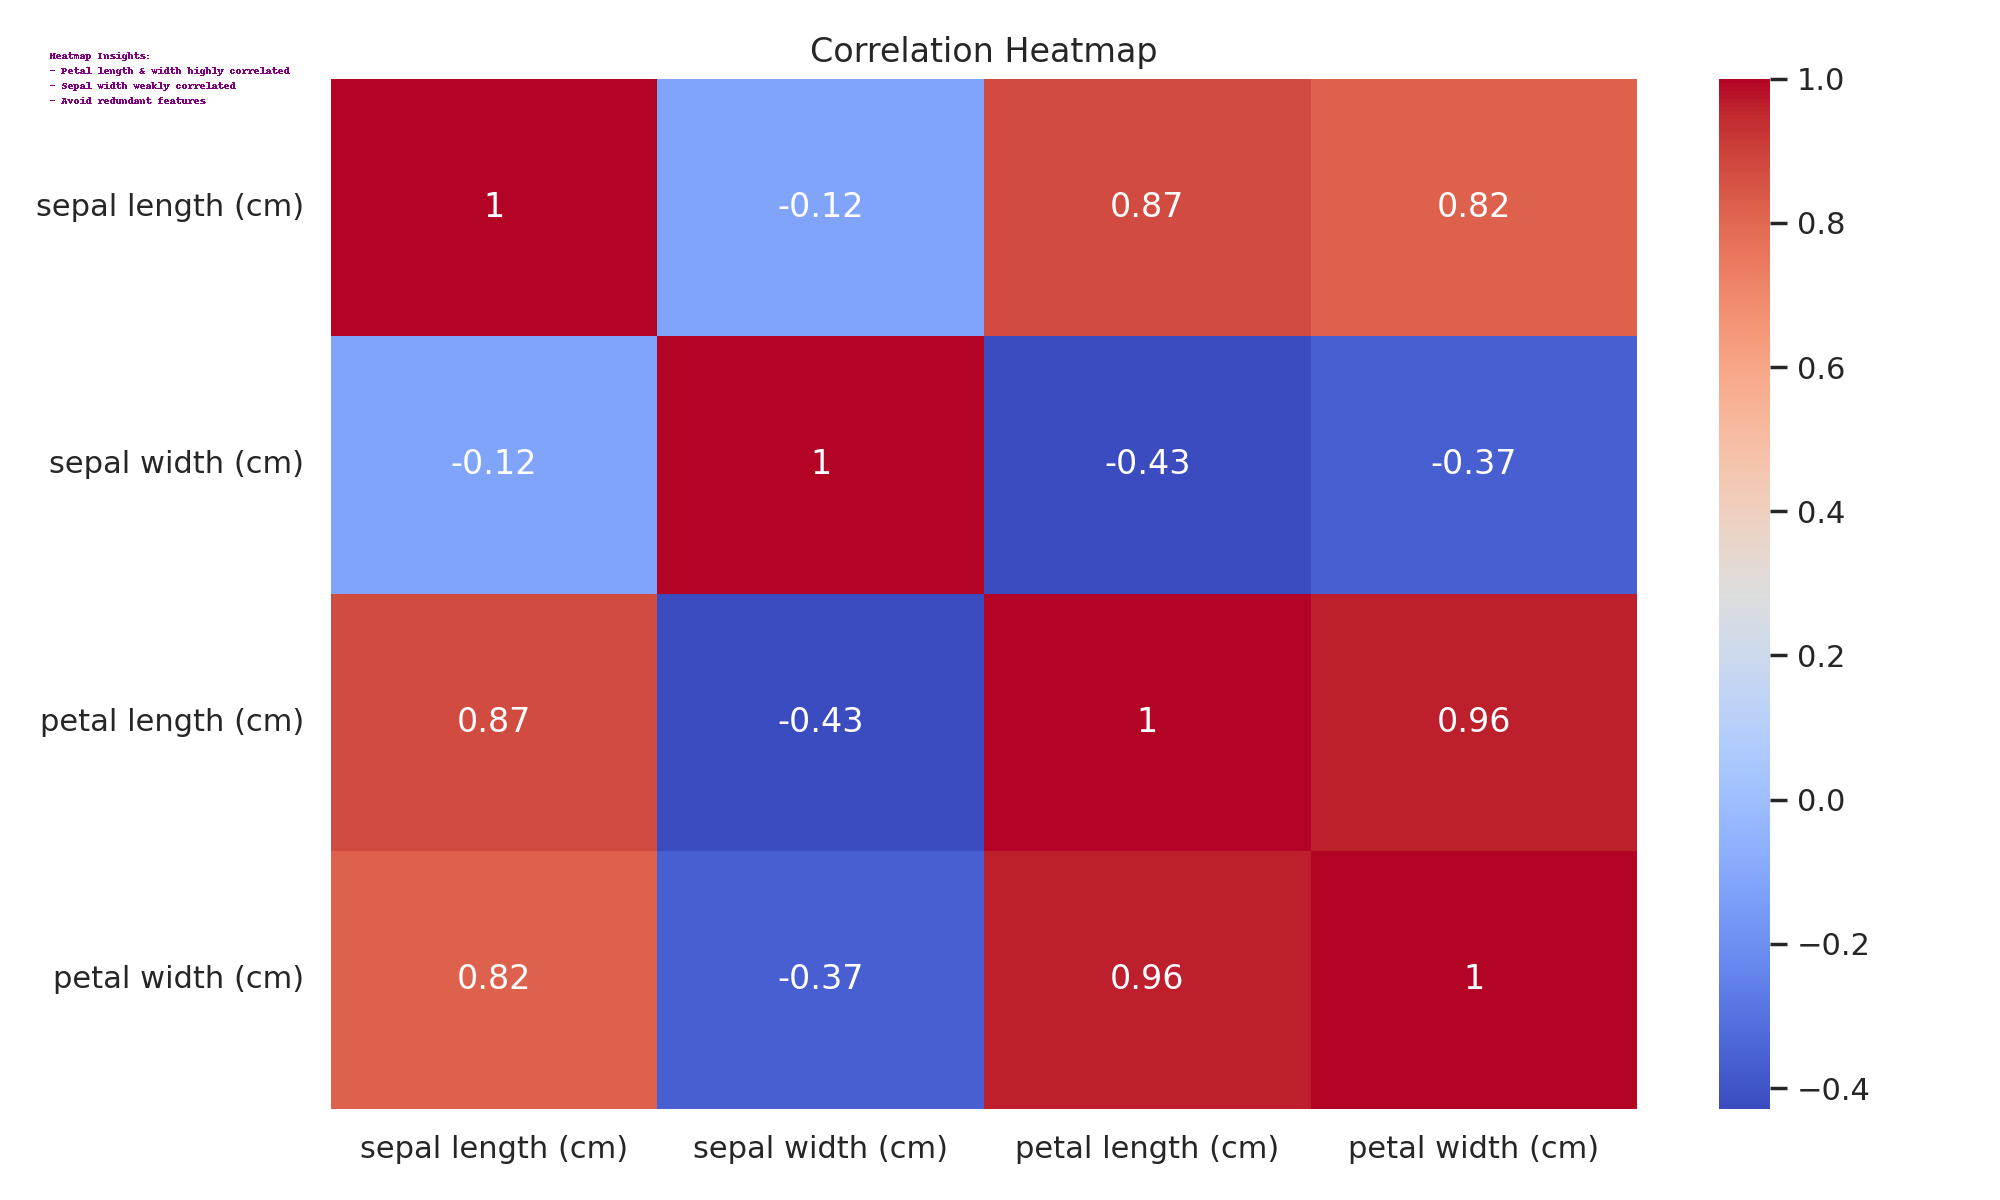 Correlation Heatmap
Heatmap Insights:
- Petal length & width highly correlated
- Sepal width weakly correlated
- Avoid redundant features
sepal length (cm) 1 -0.12 0.87 0.82
sepal width (cm) -0.12 1 -0.43 -0.37
petal length (cm) 0.87 -0.43 1 0.96
petal width (cm) 0.82 -0.37 0.96 1
sepal length (cm) sepal width (cm) petal length (cm) petal width (cm)
1.0
0.8
0.6
0.4
0.2
0.0
−0.2
−0.4